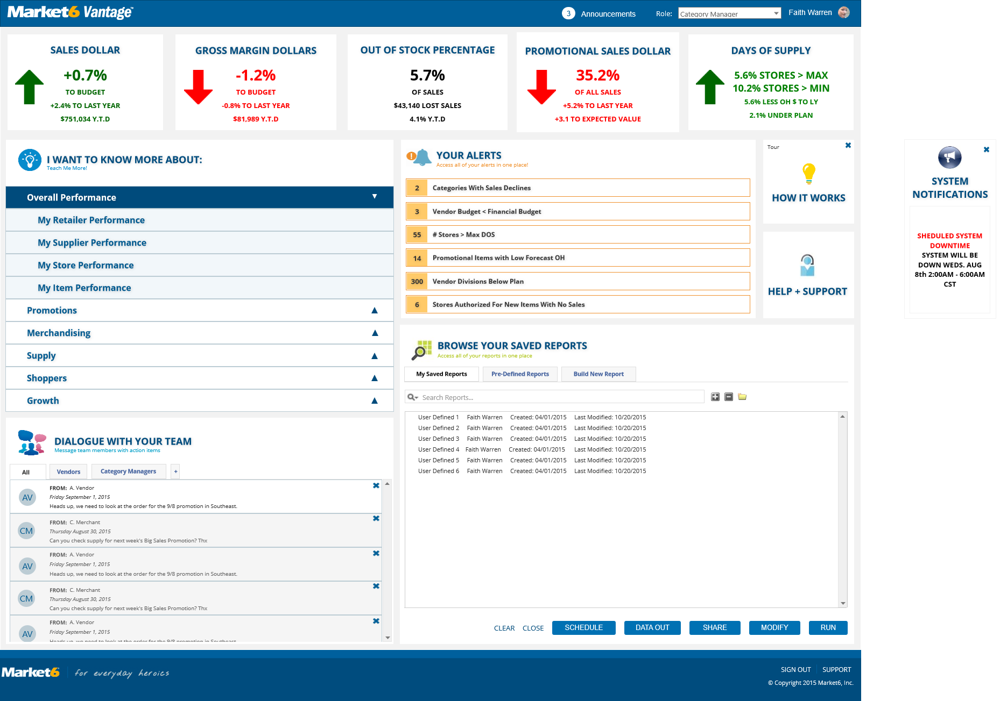 Market6 Vantage™
3 Announcements Role: Category Manager Faith Warren
SALES DOLLAR
+0.7%
TO BUDGET
+2.4% TO LAST YEAR
$751,034 Y.T.D
GROSS MARGIN DOLLARS
-1.2%
TO BUDGET
-0.8% TO LAST YEAR
$81,989 Y.T.D
OUT OF STOCK PERCENTAGE
5.7%
OF SALES
$43,140 LOST SALES
4.1% Y.T.D
PROMOTIONAL SALES DOLLAR
35.2%
OF ALL SALES
+5.2% TO LAST YEAR
+3.1 TO EXPECTED VALUE
DAYS OF SUPPLY
5.6% STORES > MAX
10.2% STORES > MIN
5.6% LESS OH $ TO LY
2.1% UNDER PLAN
I WANT TO KNOW MORE ABOUT:
Teach Me More!
Overall Performance
My Retailer Performance
My Supplier Performance
My Store Performance
My Item Performance
Promotions
Merchandising
Supply
Shoppers
Growth
YOUR ALERTS
Access all of your alerts in one place!
2 Categories With Sales Declines
3 Vendor Budget < Financial Budget
55 # Stores > Max DOS
14 Promotional Items with Low Forecast OH
300 Vendor Divisions Below Plan
6 Stores Authorized For New Items With No Sales
Tour
HOW IT WORKS
HELP + SUPPORT
SYSTEM
NOTIFICATIONS
SHEDULED SYSTEM
DOWNTIME
SYSTEM WILL BE
DOWN WEDS. AUG
8th 2:00AM - 6:00AM
CST
DIALOGUE WITH YOUR TEAM
Message team members with action items
All Vendors Category Managers +
AV
FROM: A. Vendor
Friday September 1, 2015
Heads up, we need to look at the order for the 9/8 promotion in Southeast.
CM
FROM: C. Merchant
Thursday August 30, 2015
Can you check supply for next week's Big Sales Promotion? Thx
AV
FROM: A. Vendor
Friday September 1, 2015
Heads up, we need to look at the order for the 9/8 promotion in Southeast.
CM
FROM: C. Merchant
Thursday August 30, 2015
Can you check supply for next week's Big Sales Promotion? Thx
AV
FROM: A. Vendor
Friday September 1, 2015
Heads up, we need to look at the order for the 9/8 promotion in Southeast.
BROWSE YOUR SAVED REPORTS
Access all of your reports in one place
My Saved Reports Pre-Defined Reports Build New Report
Search Reports...
User Defined 1 Faith Warren Created: 04/01/2015 Last Modified: 10/20/2015
User Defined 2 Faith Warren Created: 04/01/2015 Last Modified: 10/20/2015
User Defined 3 Faith Warren Created: 04/01/2015 Last Modified: 10/20/2015
User Defined 4 Faith Warren Created: 04/01/2015 Last Modified: 10/20/2015
User Defined 5 Faith Warren Created: 04/01/2015 Last Modified: 10/20/2015
User Defined 6 Faith Warren Created: 04/01/2015 Last Modified: 10/20/2015
CLEAR CLOSE SCHEDULE DATA OUT SHARE MODIFY RUN
Market6 for everyday heroics
SIGN OUT SUPPORT
© Copyright 2015 Market6, Inc.